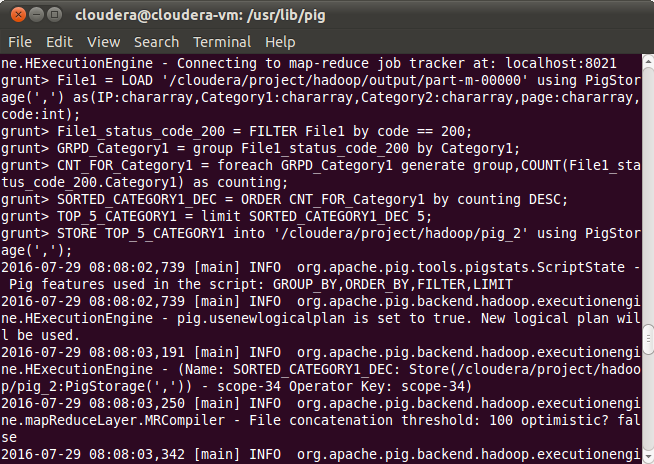 cloudera@cloudera-vm: /usr/lib/pig
File Edit View Search Terminal Help
ne.HExecutionEngine - Connecting to map-reduce job tracker at: localhost:8021
grunt> File1 = LOAD '/cloudera/project/hadoop/output/part-m-00000' using PigStor
age(',') as(IP:chararray,Category1:chararray,Category2:chararray,page:chararray,
code:int);
grunt> File1_status_code_200 = FILTER File1 by code == 200;
grunt> GRPD_Category1 = group File1_status_code_200 by Category1;
grunt> CNT_FOR_Category1 = foreach GRPD_Category1 generate group,COUNT(File1_sta
tus_code_200.Category1) as counting;
grunt> SORTED_CATEGORY1_DEC = ORDER CNT_FOR_Category1 by counting DESC;
grunt> TOP_5_CATEGORY1 = limit SORTED_CATEGORY1_DEC 5;
grunt> STORE TOP_5_CATEGORY1 into '/cloudera/project/hadoop/pig_2' using PigStor
age(',');
2016-07-29 08:08:02,739 [main] INFO  org.apache.pig.tools.pigstats.ScriptState -
 Pig features used in the script: GROUP_BY,ORDER_BY,FILTER,LIMIT
2016-07-29 08:08:02,739 [main] INFO  org.apache.pig.backend.hadoop.executionengi
ne.HExecutionEngine - pig.usenewlogicalplan is set to true. New logical plan wil
l be used.
2016-07-29 08:08:03,191 [main] INFO  org.apache.pig.backend.hadoop.executionengi
ne.HExecutionEngine - (Name: SORTED_CATEGORY1_DEC: Store(/cloudera/project/hadoo
p/pig_2:PigStorage(',')) - scope-34 Operator Key: scope-34)
2016-07-29 08:08:03,250 [main] INFO  org.apache.pig.backend.hadoop.executionengi
ne.mapReduceLayer.MRCompiler - File concatenation threshold: 100 optimistic? fal
se
2016-07-29 08:08:03,342 [main] INFO  org.apache.pig.backend.hadoop.executionengi